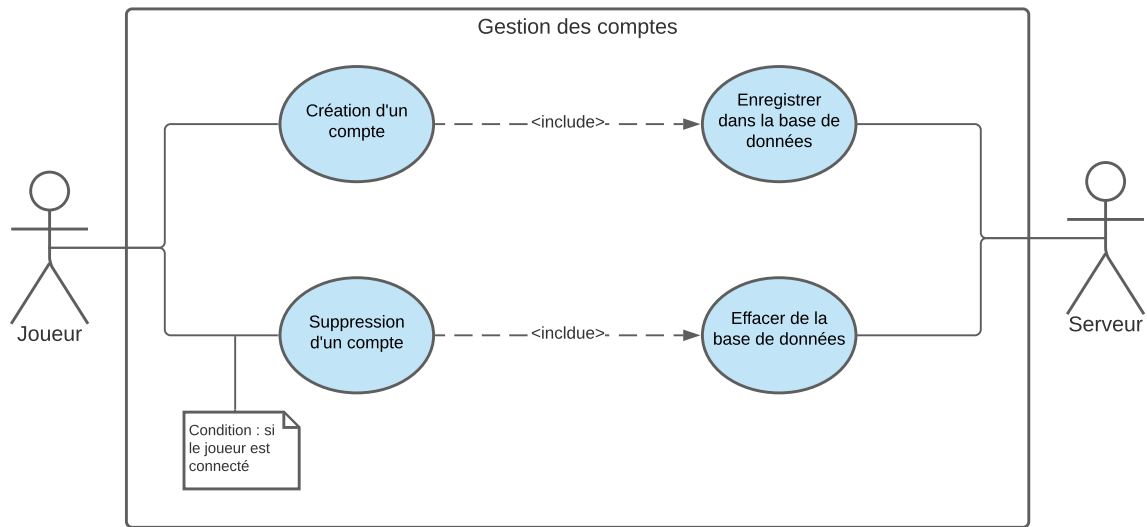 Gestion des comptes
Création d'un
compte
<include>
Enregistrer
dans la base de
données
Joueur
Serveur
Suppression
d'un compte
<incldue>
Effacer de la
base de données
Condition : si
le joueur est
connecté